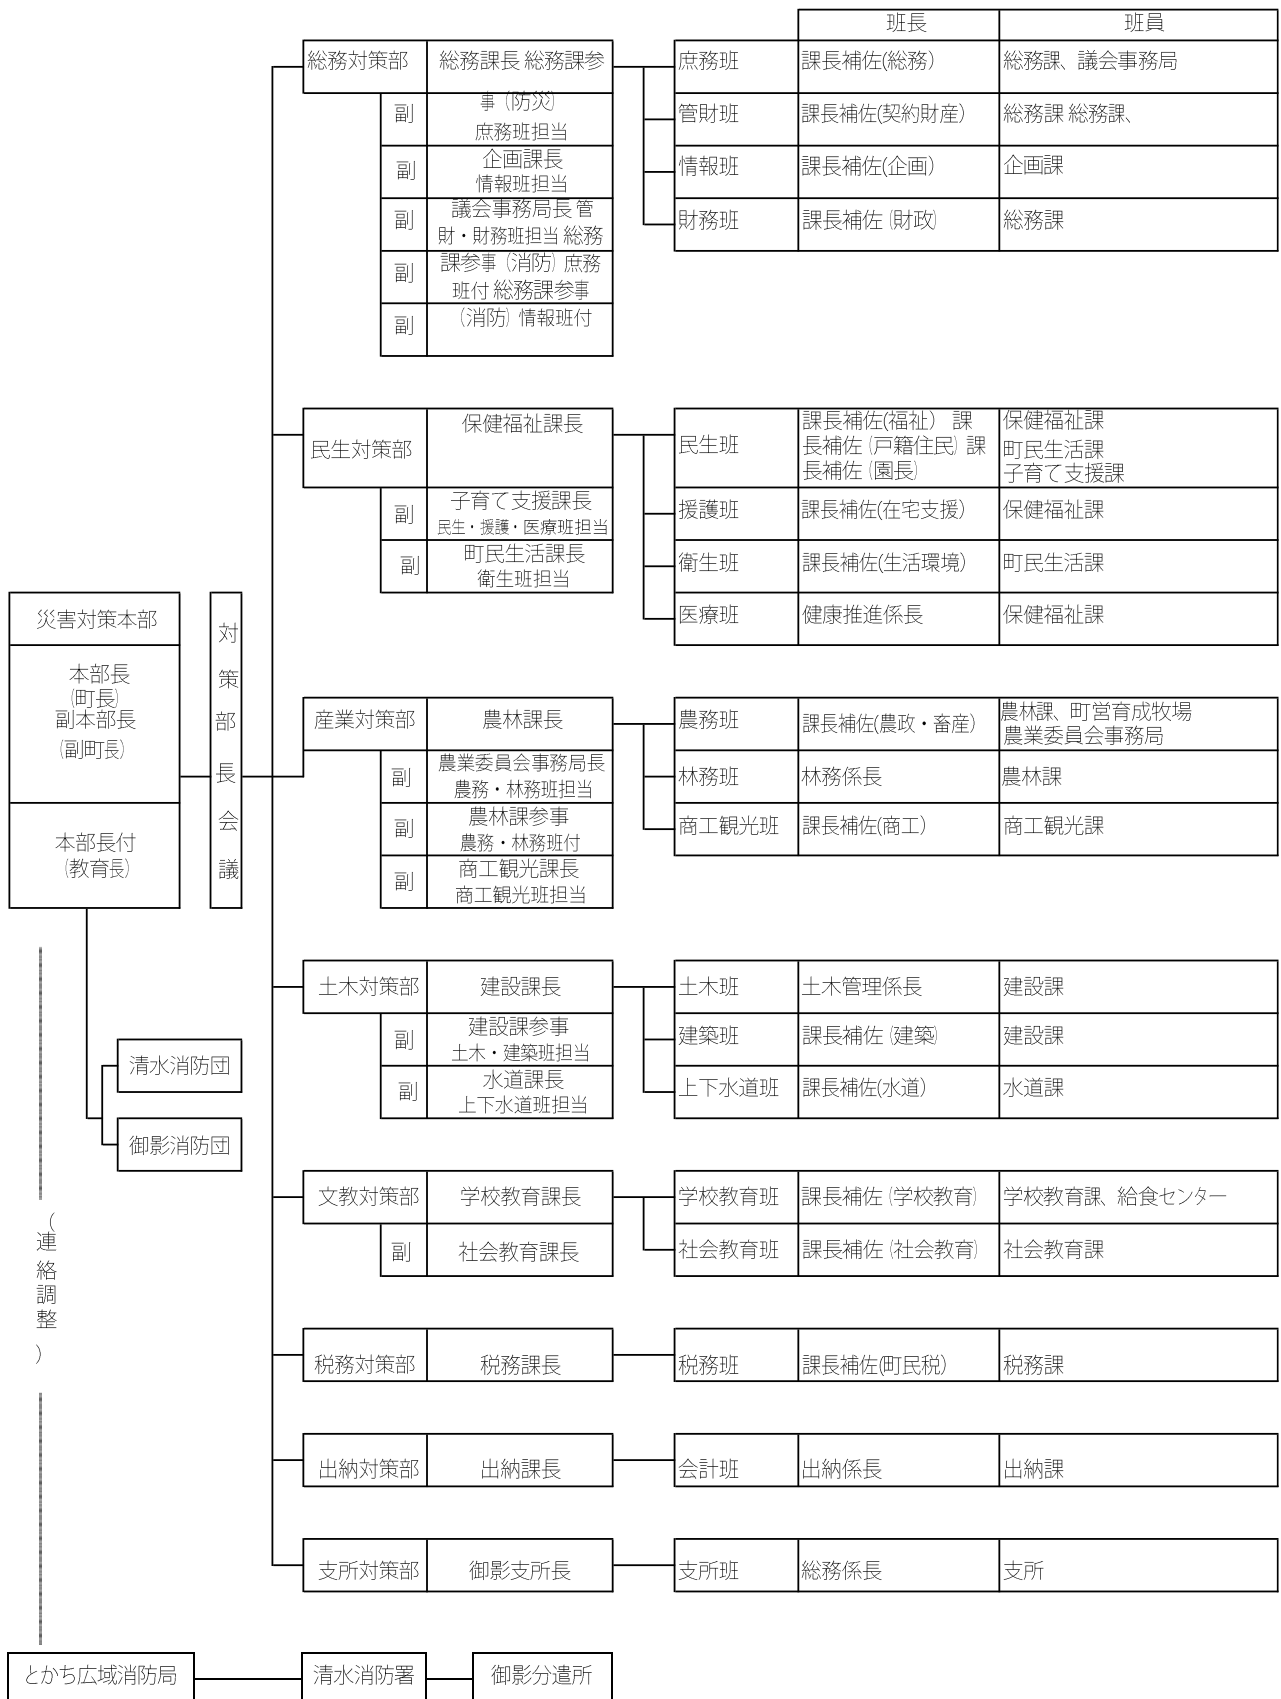 班長 班員
総務対策部 総務課長 総務課参
副 事（防災）
庶務班担当
副 企画課長
情報班担当
副 議会事務局長 管
財・財務班担当 総務
副 課参事（消防）庶務
班付 総務課参事
副 （消防）情報班付
庶務班 課長補佐(総務） 総務課、議会事務局
管財班 課長補佐(契約財産） 総務課 総務課、
情報班 課長補佐(企画） 企画課
財務班 課長補佐（財政） 総務課
民生対策部 保健福祉課長
副 子育て支援課長
民生・援護・医療班担当
副 町民生活課長
衛生班担当
民生班 課長補佐(福祉） 課 保健福祉課
長補佐（戸籍住民）課 町民生活課
長補佐（園長） 子育て支援課
援護班 課長補佐(在宅支援） 保健福祉課
衛生班 課長補佐(生活環境） 町民生活課
医療班 健康推進係長 保健福祉課
災害対策本部
本部長
(町長)
副本部長
（副町長）
本部長付
（教育長）
対策部長会議
産業対策部 農林課長
副 農業委員会事務局長
農務・林務班担当
副 農林課参事
農務・林務班付
副 商工観光課長
商工観光班担当
農務班 課長補佐(農政・畜産） 農林課、町営育成牧場
農業委員会事務局
林務班 林務係長 農林課
商工観光班 課長補佐(商工） 商工観光課
土木対策部 建設課長
副 建設課参事
土木・建築班担当
副 水道課長
上下水道班担当
土木班 土木管理係長 建設課
建築班 課長補佐（建築） 建設課
上下水道班 課長補佐(水道） 水道課
清水消防団
御影消防団
（連絡調整）
文教対策部 学校教育課長
副 社会教育課長
学校教育班 課長補佐（学校教育） 学校教育課、給食センター
社会教育班 課長補佐（社会教育） 社会教育課
税務対策部 税務課長 税務班 課長補佐(町民税） 税務課
出納対策部 出納課長 会計班 出納係長 出納課
支所対策部 御影支所長 支所班 総務係長 支所
とかち広域消防局 清水消防署 御影分遣所